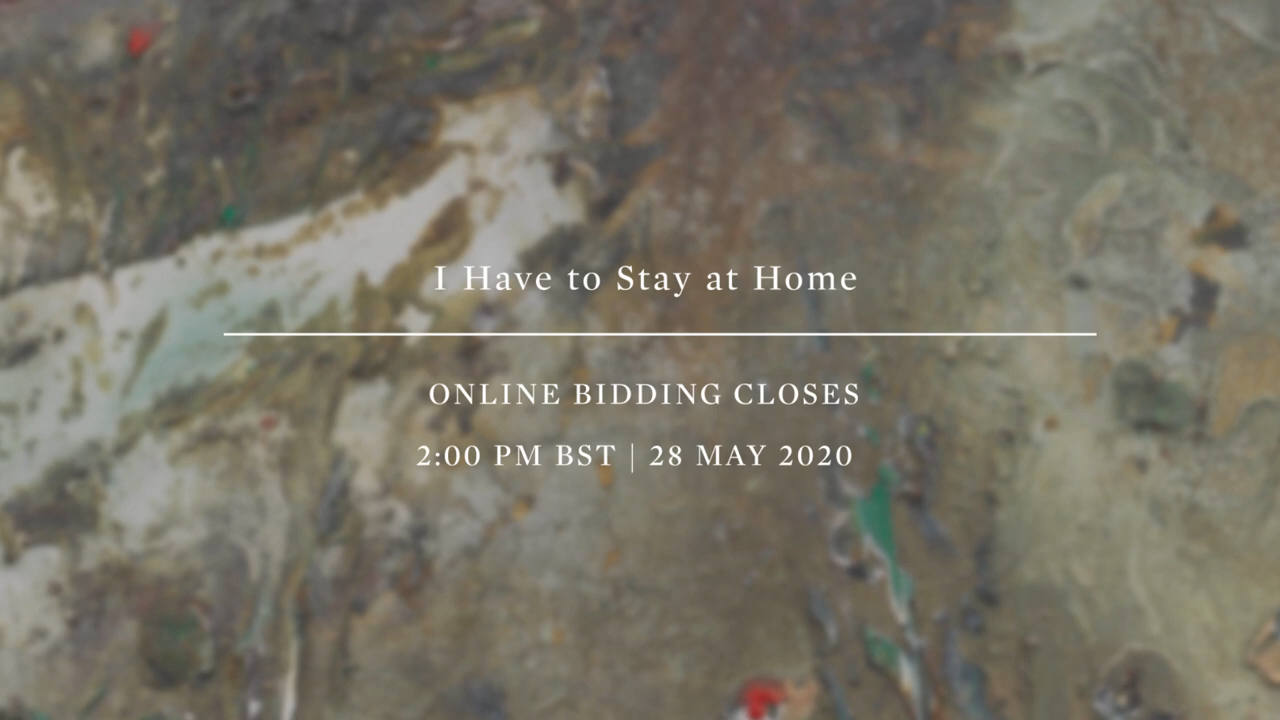 I Have to Stay at Home
ONLINE BIDDING CLOSES
2:00 PM BST | 28 MAY 2020